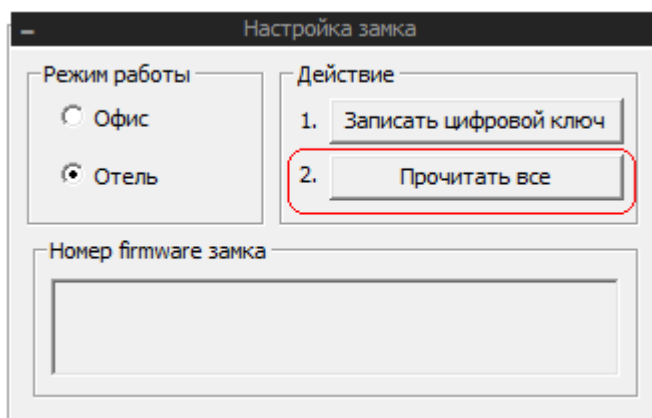 Настройка замка
Режим работы
Офис
Отель
Действие
1. Записать цифровой ключ
2. Прочитать все
Номер firmware замка